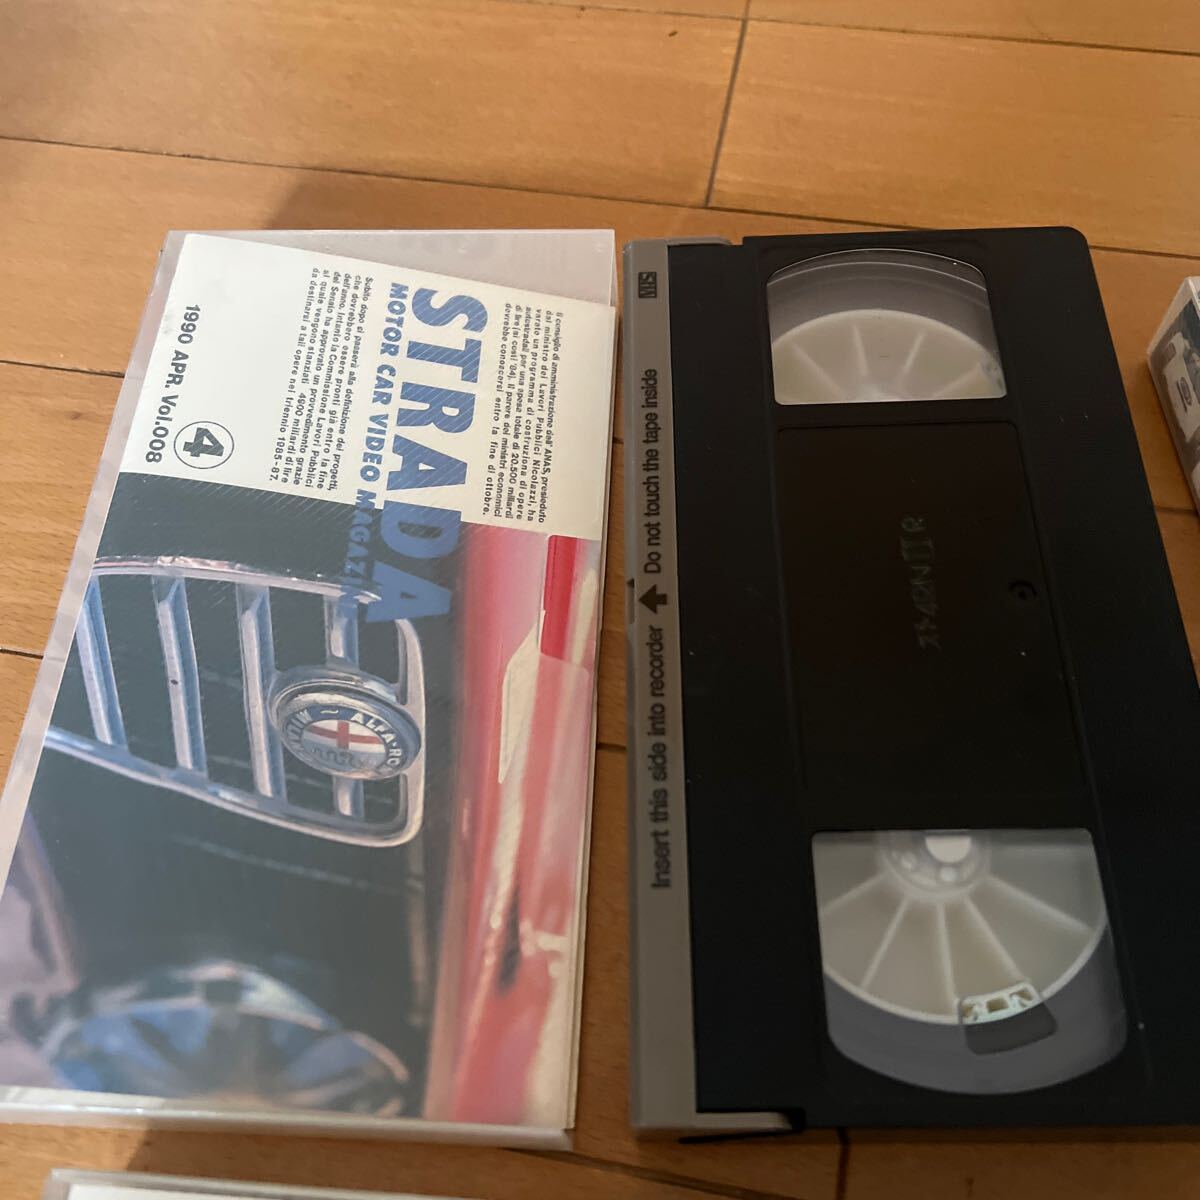 STRADA
MOTOR CAR VIDEO MAGAZI
Il consiglio di amministrazione dell' ANAS, presieduto
dal ministro dei Lavori Pubblici Nicolazzi, ha
varato un programma di costruzione di opere
autostradali per una spesa totale di 20.500 miliardi
di lire (ai costi '84). Il parere dei ministri economici
dovrebbe conoscersi entro la fine di ottobre.
Subito dopo si passerà alla definizione dei progetti,
che dovrebbero essere pronti già entro la fine
dell'anno. Intanto la Commissione Lavori Pubblici
del Senato ha approvato un provvedimento grazie
al quale vengono stanziati 4900 miliardi di lire
da destinarsi a tali opere nel triennio 1985-87.
1990 APR. Vol.008
4
ALFA-RO
VHS
Insert this side into recorder
Do not touch the tape inside